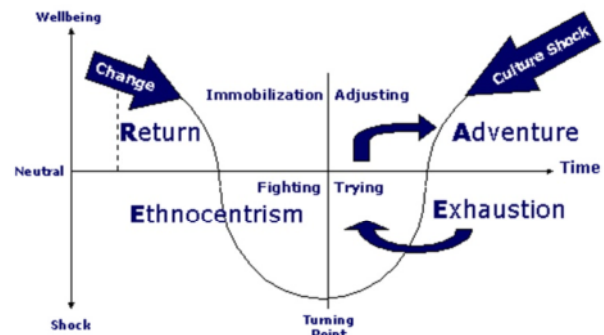 Wellbeing
Change
Culture Shock
Immobilization Adjusting
Return
Adventure
Neutral
Time
Fighting Trying
Ethnocentrism
Exhaustion
Shock
Turning
Point